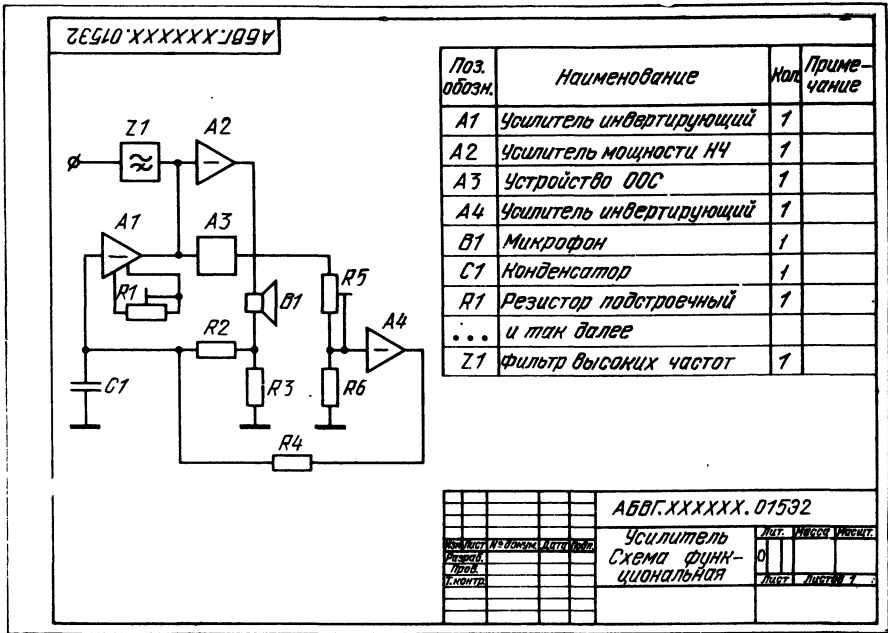 АБВГ.XXXXXX.01532
Z1
A2
A1
A3
R1
B1
R5
A4
R2
C1
R3
R6
R4
Поз. обозн. Наименование Кол. Приме-
чание
A1 Усилитель инвертирующий 1
A2 Усилитель мощности НЧ 1
A3 Устройство ООС 1
A4 Усилитель инвертирующий 1
B1 Микрофон 1
C1 Конденсатор 1
R1 Резистор подстроечный 1
... и так далее
Z1 Фильтр высоких частот 1
АБВГ.XXXXXX.015Э2
Усилитель
Схема функ-
циональная
Лит. Масса Масшт.
О
Лист Листов 1
Изм Лист № докум. Дата Подп.
Разраб.
Пров.
Т.контр.